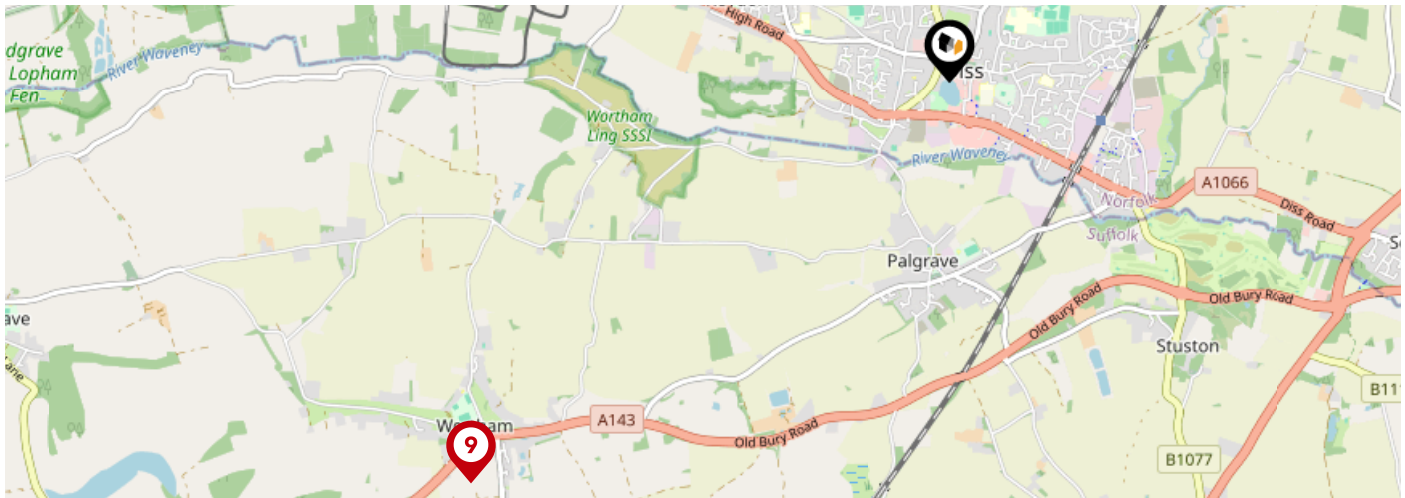 High Road
dgrave
Lopham
Fen
River Waveney
iss
Wortham
Ling SSSI
River Waveney
A1066
Norfolk
Suffolk
Diss Road
Palgrave
Old Bury Road
Old Bury Road
ave
Stuston
B111
A143
9
Old Bury Road
B1077